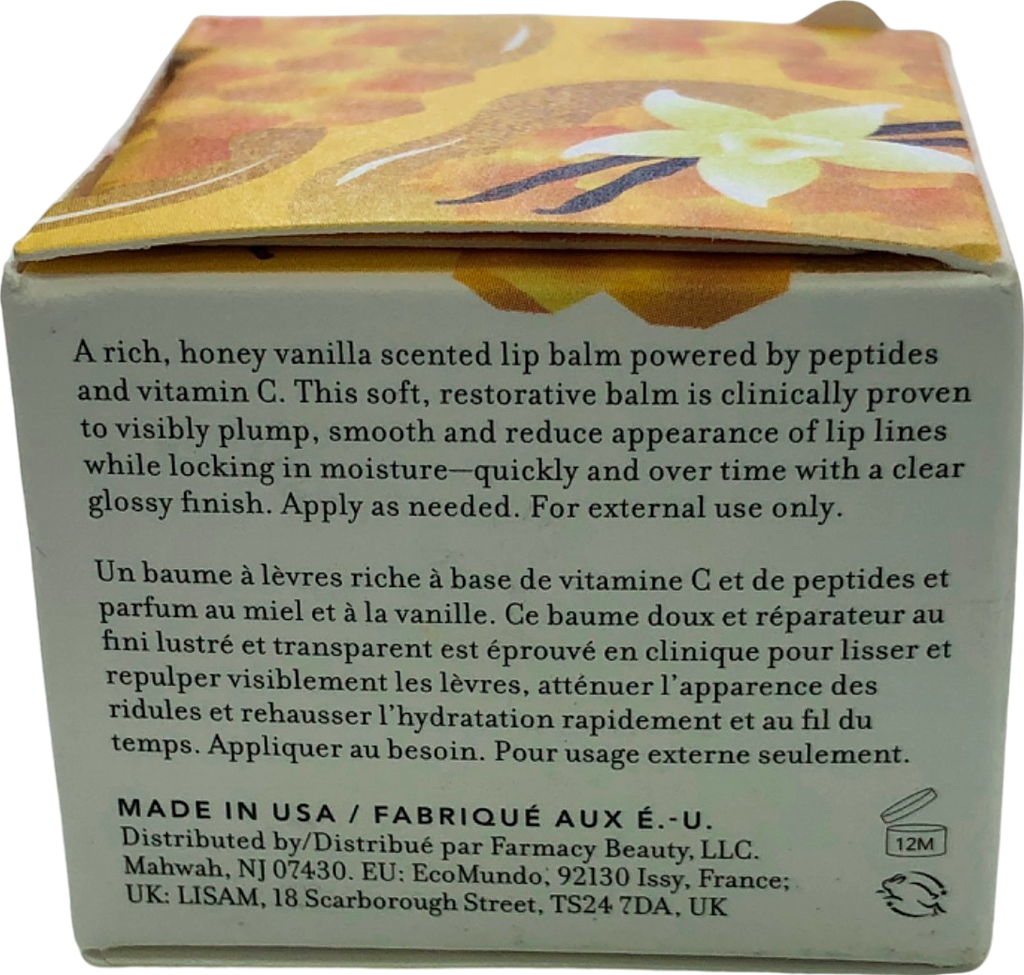 A rich, honey vanilla scented lip balm powered by peptides
and vitamin C. This soft, restorative balm is clinically proven
to visibly plump, smooth and reduce appearance of lip lines
while locking in moisture—quickly and over time with a clear
glossy finish. Apply as needed. For external use only.
Un baume à lèvres riche à base de vitamine C et de peptides et
parfum au miel et à la vanille. Ce baume doux et réparateur au
fini lustré et transparent est éprouvé en clinique pour lisser et
repulper visiblement les lèvres, atténuer l'apparence des
ridules et rehausser l'hydratation rapidement et au fil du
temps. Appliquer au besoin. Pour usage externe seulement.
MADE IN USA / FABRIQUÉ AUX É.-U.
Distributed by/Distribué par Farmacy Beauty, LLC.
Mahwah, NJ 07430. EU: EcoMundo, 92130 Issy, France;
UK: LISAM, 18 Scarborough Street, TS24 7DA, UK
12M